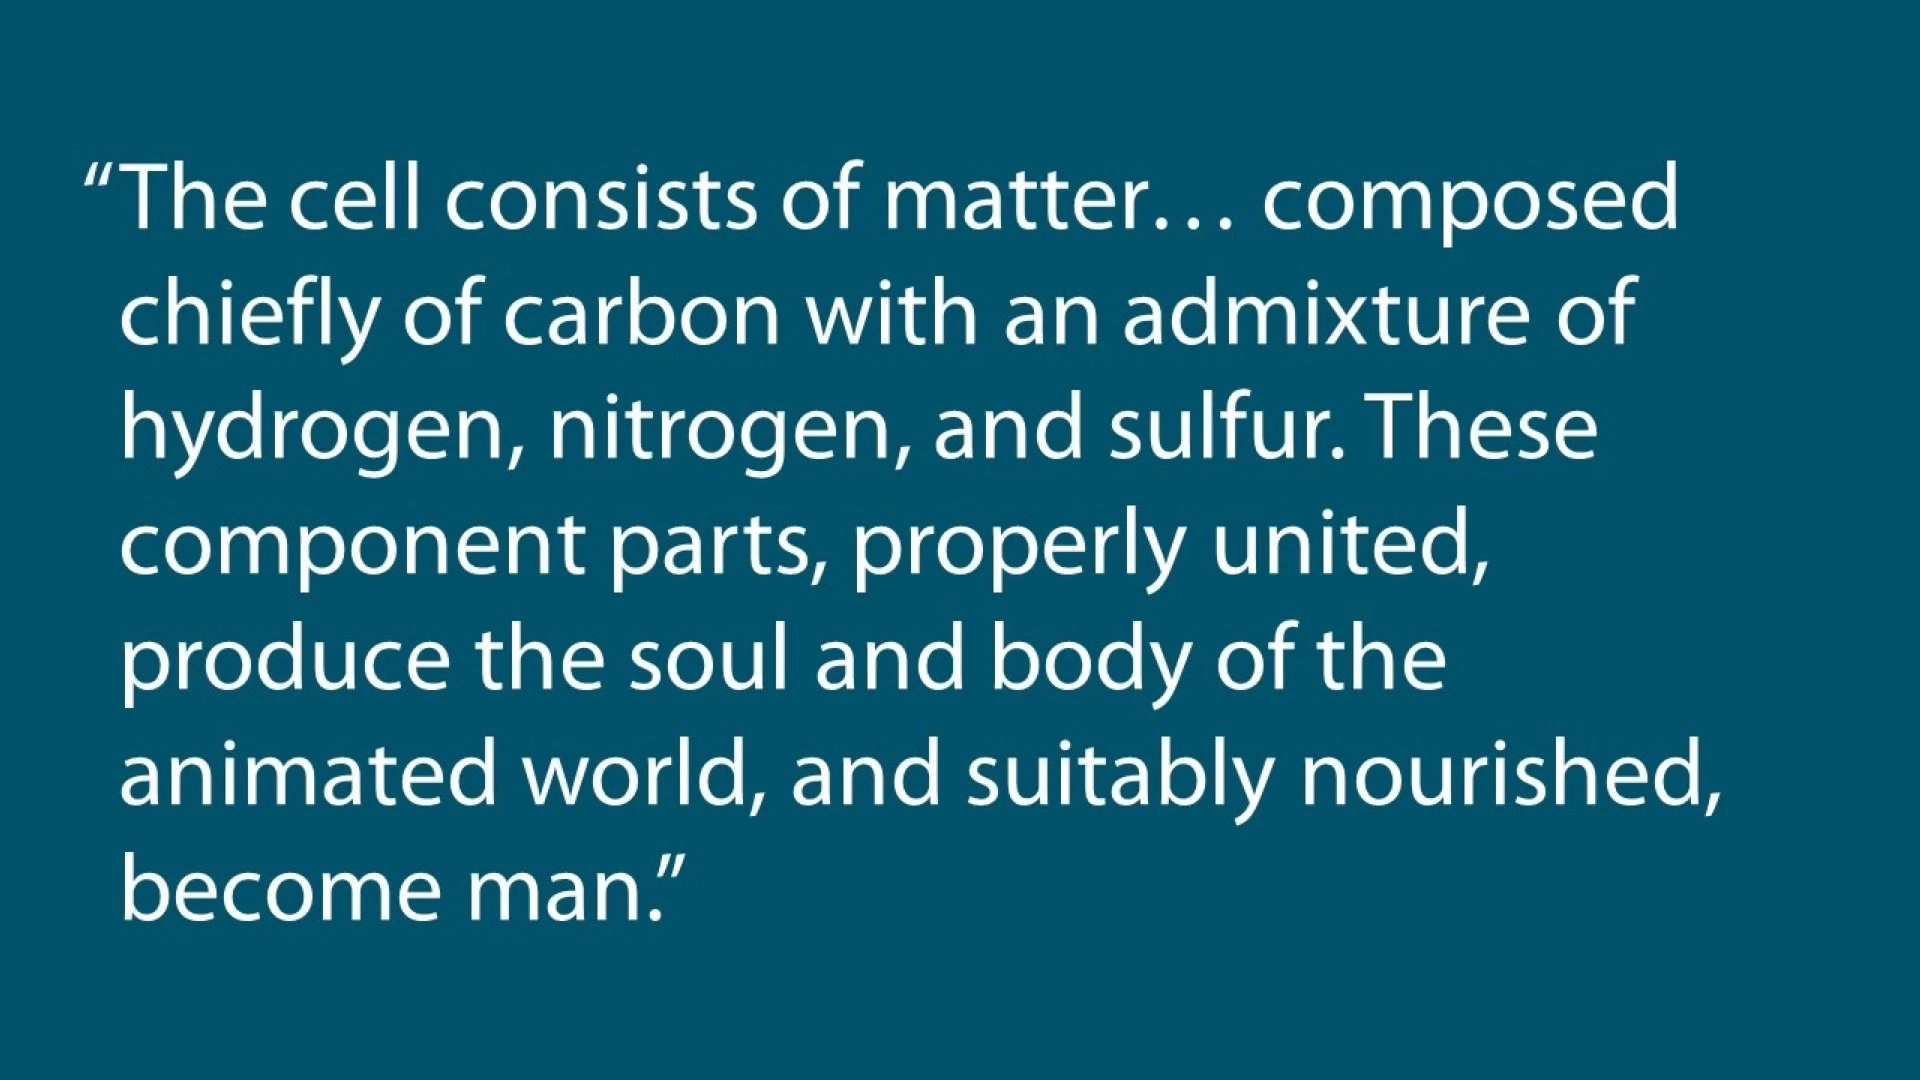 “The cell consists of matter… composed
chiefly of carbon with an admixture of
hydrogen, nitrogen, and sulfur. These
component parts, properly united,
produce the soul and body of the
animated world, and suitably nourished,
become man.”